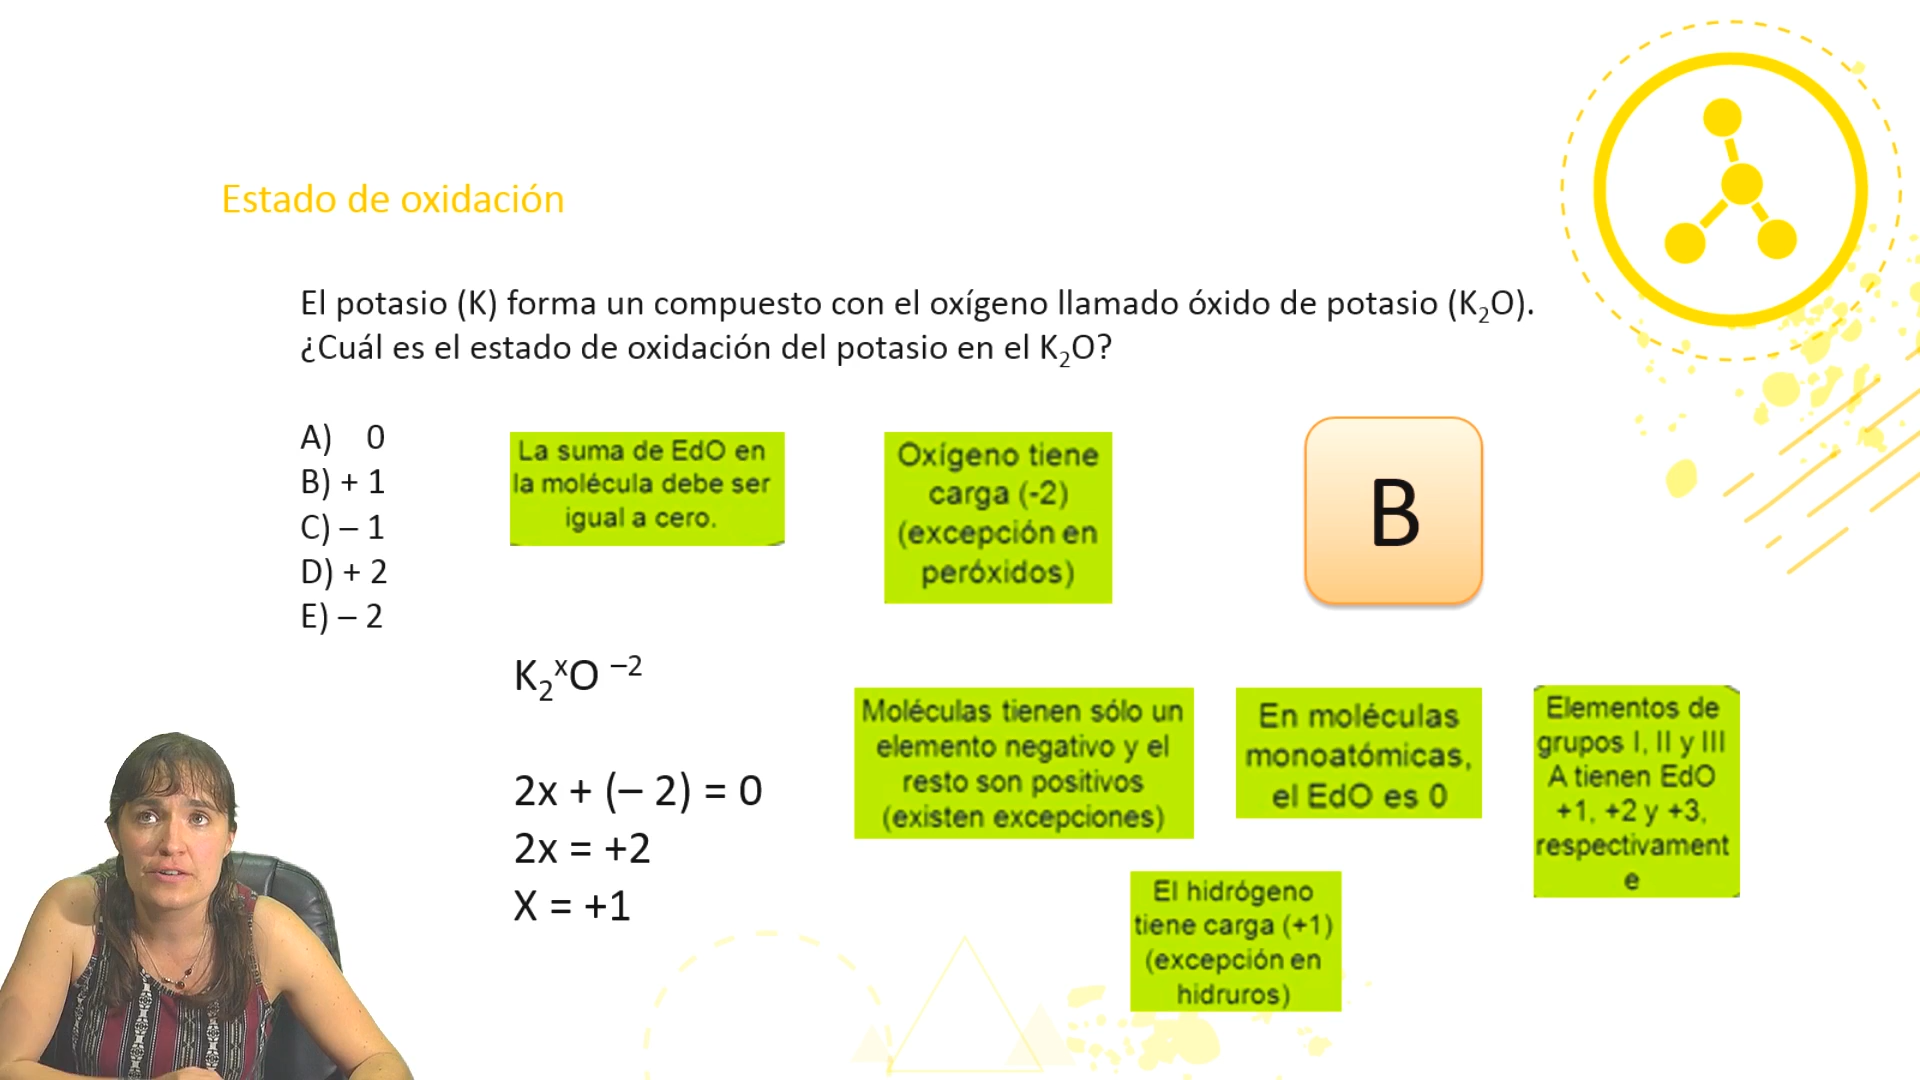 Estado de oxidación
El potasio (K) forma un compuesto con el oxígeno llamado óxido de potasio (K₂O).
¿Cuál es el estado de oxidación del potasio en el K₂O?
A) 0
B) + 1
C) – 1
D) + 2
E) – 2
La suma de EdO en
la molécula debe ser
igual a cero.
Oxígeno tiene
carga (-2)
(excepción en
peróxidos)
B
K₂ˣO ⁻²
2x + (– 2) = 0
2x = +2
X = +1
Moléculas tienen sólo un
elemento negativo y el
resto son positivos
(existen excepciones)
En moléculas
monoatómicas,
el EdO es 0
Elementos de
grupos I, II y III
A tienen EdO
+1, +2 y +3,
respectivament
e
El hidrógeno
tiene carga (+1)
(excepción en
hidruros)